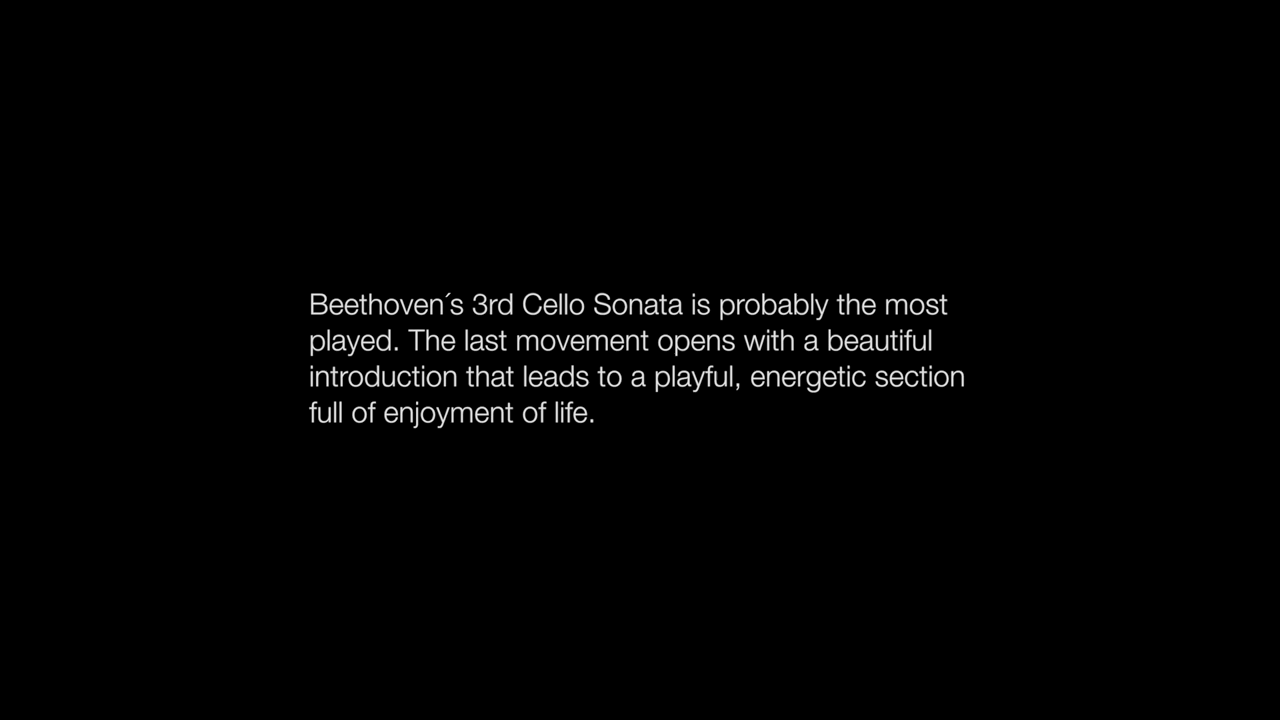 Beethoven´s 3rd Cello Sonata is probably the most
played. The last movement opens with a beautiful
introduction that leads to a playful, energetic section
full of enjoyment of life.